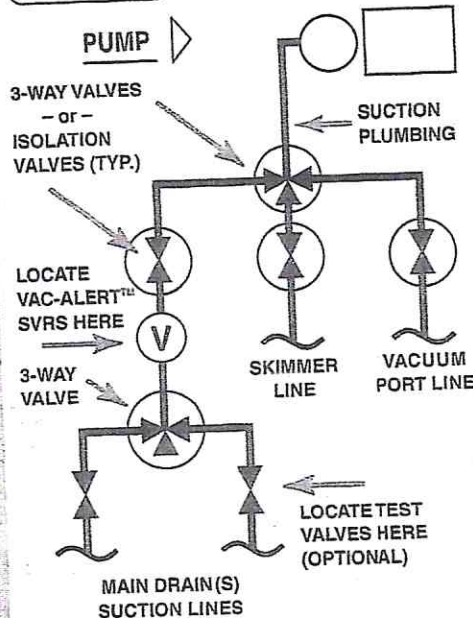 PUMP
3-WAY VALVES
– or –
ISOLATION
VALVES (TYP.)
SUCTION
PLUMBING
LOCATE
VAC-ALERT™
SVRS HERE
V
SKIMMER
LINE
VACUUM
PORT LINE
3-WAY
VALVE
LOCATE TEST
VALVES HERE
(OPTIONAL)
MAIN DRAIN(S)
SUCTION LINES